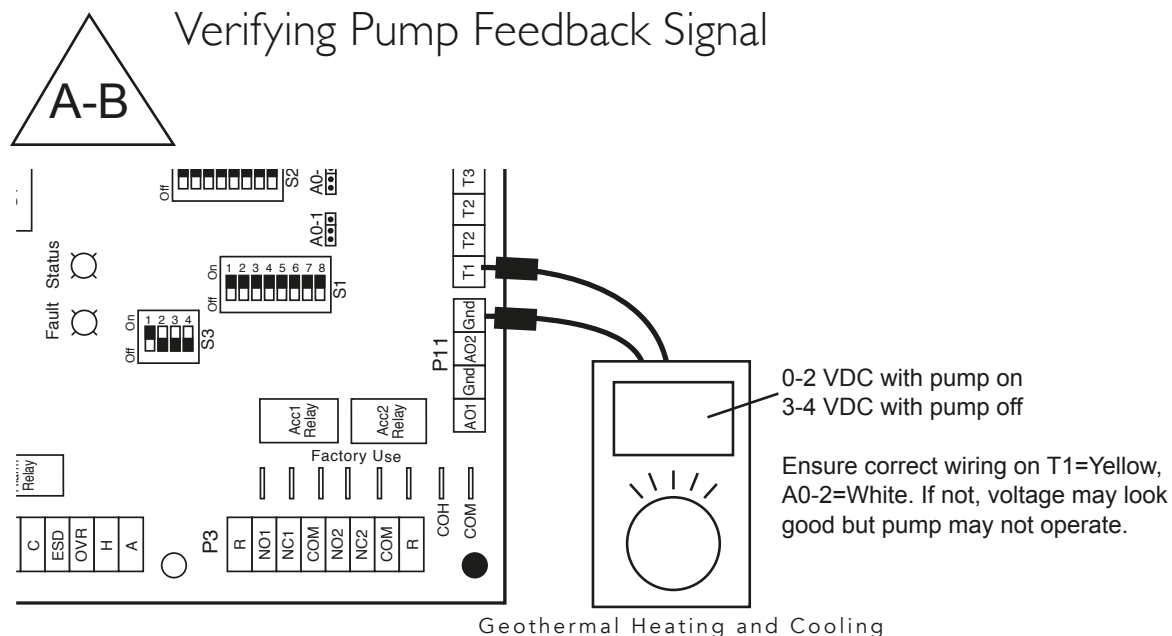 Verifying Pump Feedback Signal
A-B
Off
S2
A0-
T3
T2
T2
T1
A0-1
Status
Fault
On
1 2 3 4 5 6 7 8
Off
S1
On
1 2 3 4
Off
S3
P11
Gnd
AO2
Gnd
AO1
Acc1
Relay
Acc2
Relay
Factory Use
Relay
C
ESD
OVR
H
A
P3
R
NO1
NC1
COM
NO2
NC2
COM
R
COH
COM
0-2 VDC with pump on
3-4 VDC with pump off
Ensure correct wiring on T1=Yellow,
A0-2=White. If not, voltage may look
good but pump may not operate.
Geothermal Heating and Cooling